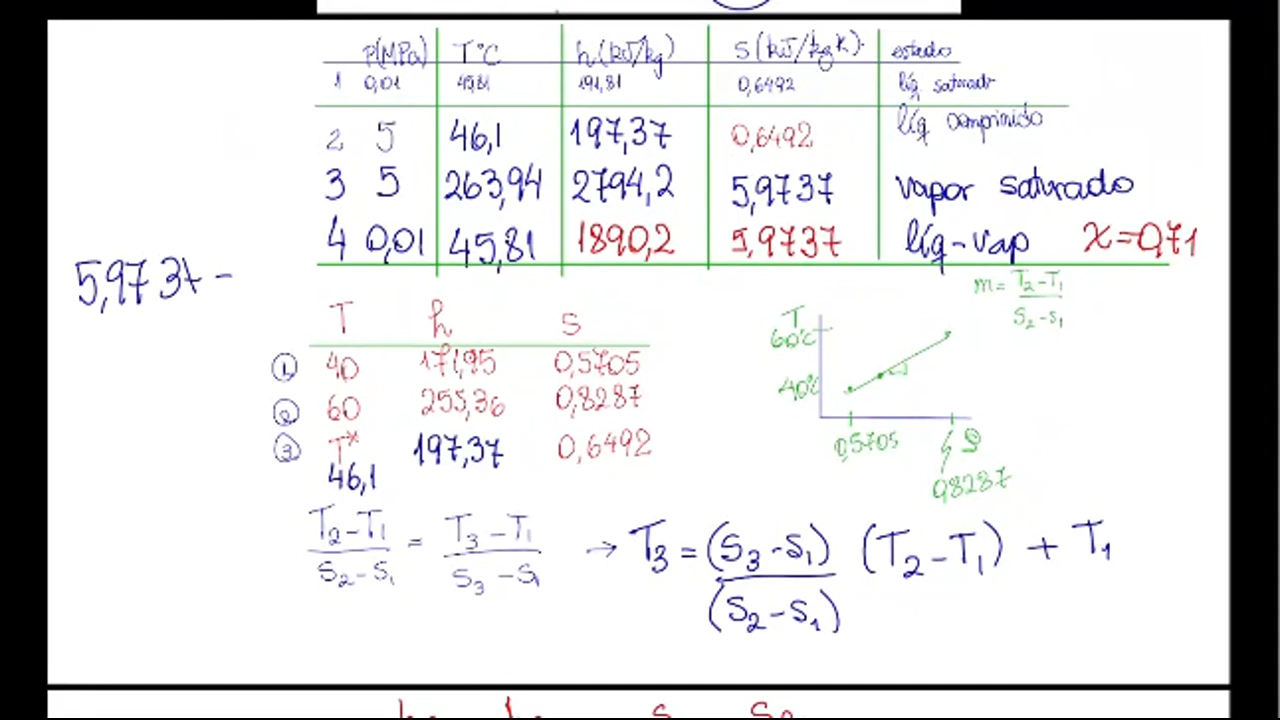 P(MPa) T°C h(kJ/kg) S(kJ/kgK) estado
1 0,01 45,81 191,81 0,6492 líq saturado
2 5 46,1 197,37 0,6492 líq comprimido
3 5 263,94 2794,2 5,9737 vapor saturado
4 0,01 45,81 1890,2 5,9737 líq-vap x=0,71
5,9737 -
m = T2-T1 / S2-S1
T h s
① 40 171,95 0,5705
② 60 255,36 0,8287
③ T* 197,37 0,6492
46,1
T
60°C
40°C
0,5705
S
0,8287
T2-T1 / S2-S1 = T3-T1 / S3-S1 → T3 = (S3-S1) / (S2-S1) (T2-T1) + T1